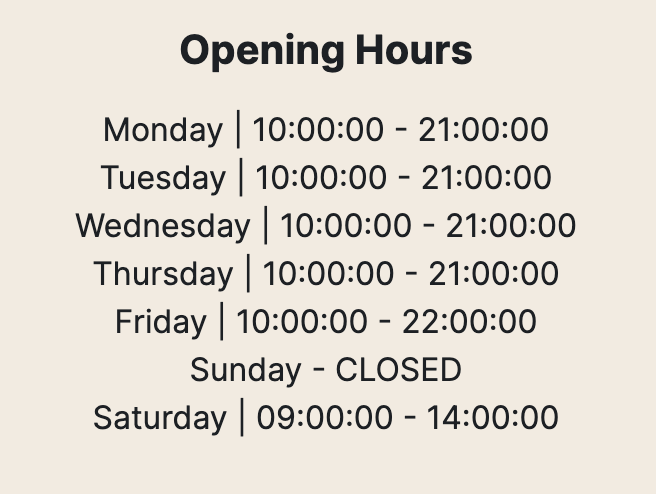 Opening Hours
Monday | 10:00:00 - 21:00:00
Tuesday | 10:00:00 - 21:00:00
Wednesday | 10:00:00 - 21:00:00
Thursday | 10:00:00 - 21:00:00
Friday | 10:00:00 - 22:00:00
Sunday - CLOSED
Saturday | 09:00:00 - 14:00:00